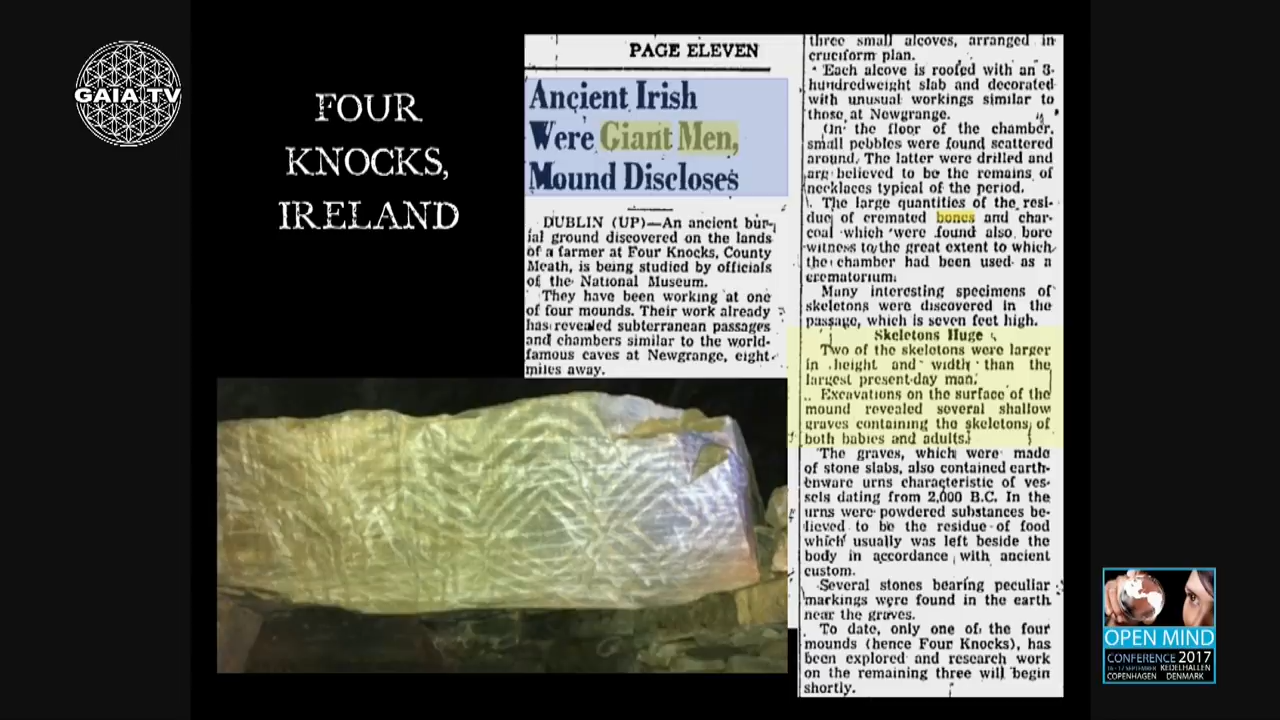 GAIA TV
FOUR
KNOCKS,
IRELAND
PAGE ELEVEN
Ancient Irish
Were Giant Men,
Mound Discloses
DUBLIN (UP)—An ancient bur-
ial ground discovered on the lands
of a farmer at Four Knocks, County
Meath, is being studied by officials
of the National Museum.
They have been working at one
of four mounds. Their work already
has revealed subterranean passages
and chambers similar to the world-
famous caves at Newgrange, eight
miles away.
three small alcoves, arranged in
cruciform plan.
Each alcove is roofed with an 8-
hundredweight slab and decorated
with unusual workings similar to
those at Newgrange.
In the floor of the chamber,
small pebbles were found scattered
around. The latter were drilled and
are believed to be the remains of
necklaces typical of the period.
The large quantities of the resi-
due of cremated bones and char-
coal which were found also bore
witness to the great extent to which
the chamber had been used as a
crematorium.
Many interesting specimens of
skeletons were discovered in the
passage, which is seven feet high.
Skeletons Huge
Two of the skeletons were larger
in height and width than the
largest present-day man.
Excavations on the surface of the
mound revealed several shallow
graves containing the skeletons of
both babies and adults.
The graves, which were made
of stone slabs, also contained earth-
enware urns characteristic of ves-
sels dating from 2,000 B.C. In the
urns were powdered substances be-
lieved to be the residue of food
which usually was left beside the
body in accordance with ancient
custom.
Several stones bearing peculiar
markings were found in the earth
near the graves.
To date, only one of the four
mounds (hence Four Knocks), has
been explored and research work
on the remaining three will begin
shortly.
OPEN MIND
CONFERENCE 2017
16 - 17 SEPTEMBER KEDELHALLEN
COPENHAGEN DENMARK